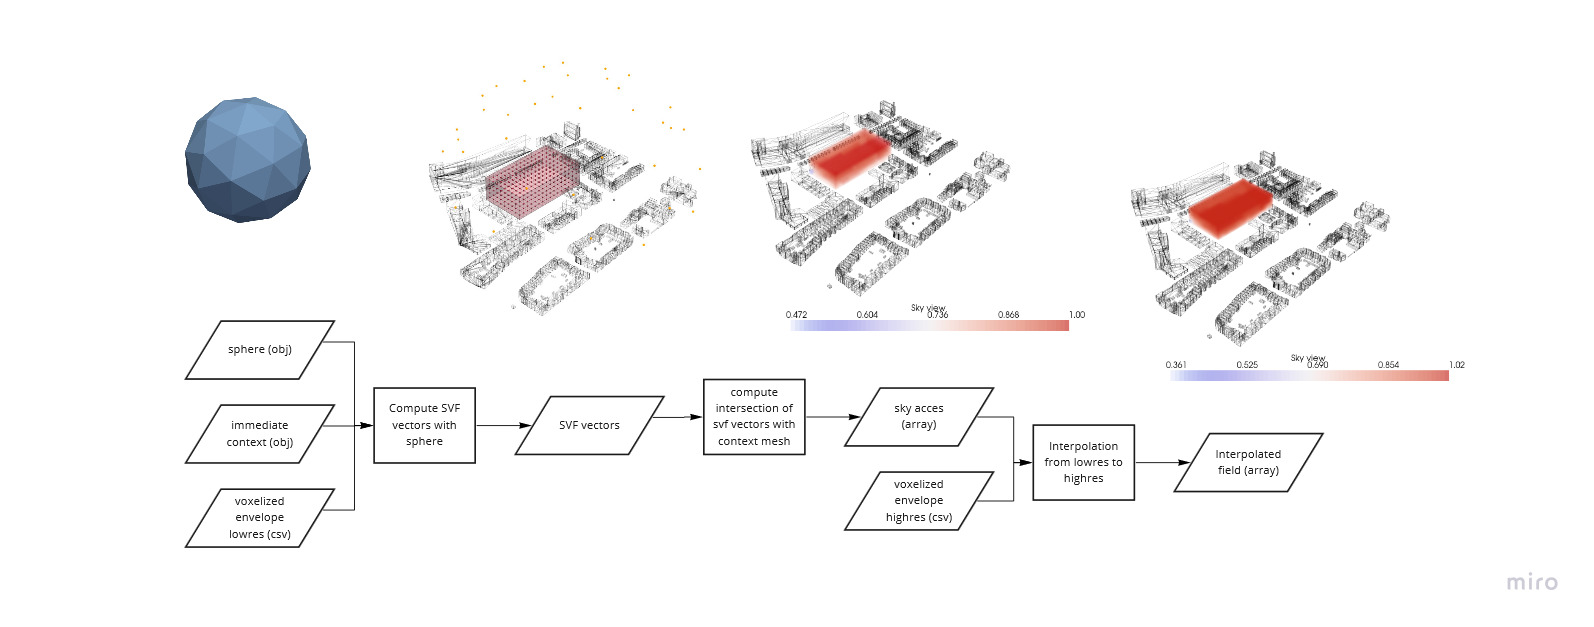 Sky view
0.472 0.604 0.736 0.868 1.00
Sky view
0.361 0.525 0.690 0.854 1.02
sphere (obj)
immediate
context (obj)
voxelized
envelope
lowres (csv)
Compute SVF
vectors with
sphere
SVF vectors
compute
intersection of
svf vectors with
context mesh
sky acces
(array)
voxelized
envelope
highres (csv)
Interpolation
from lowres to
highres
Interpolated
field (array)
miro